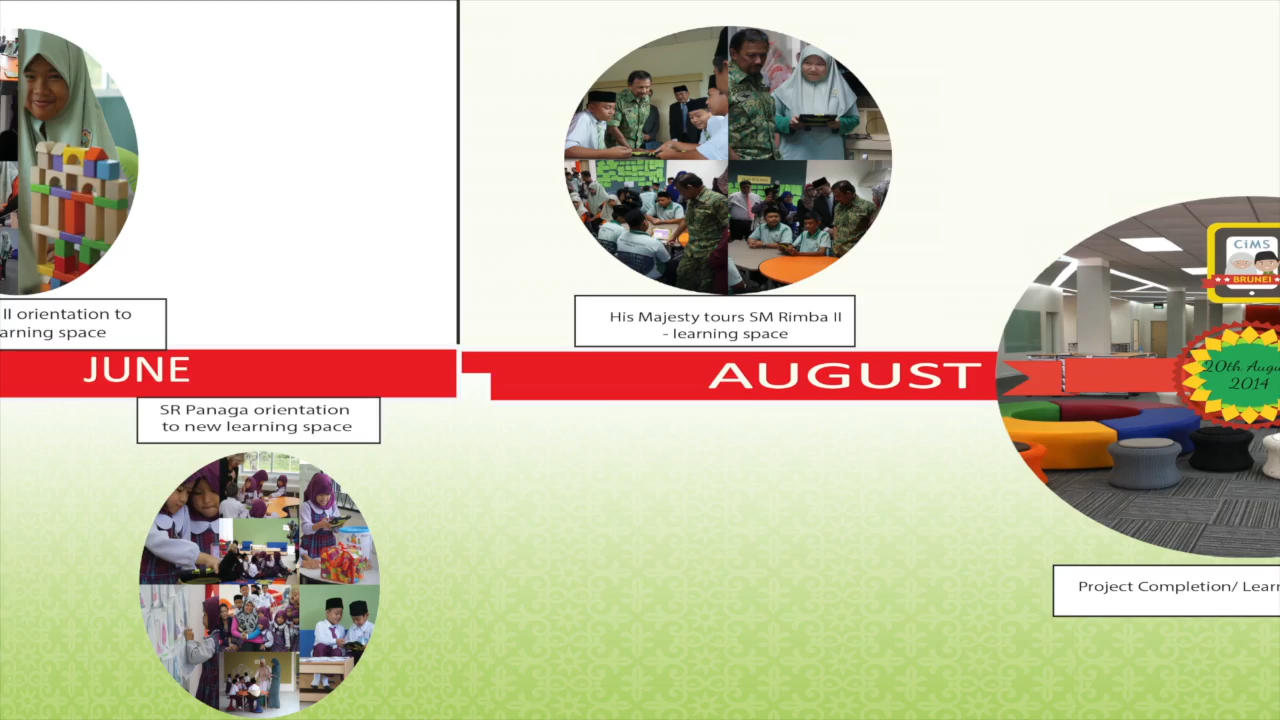 II orientation to
arning space
JUNE
SR Panaga orientation
to new learning space
His Majesty tours SM Rimba II
- learning space
AUGUST
CiMS
BRUNEI
20th Augu
2014
Project Completion/ Lear